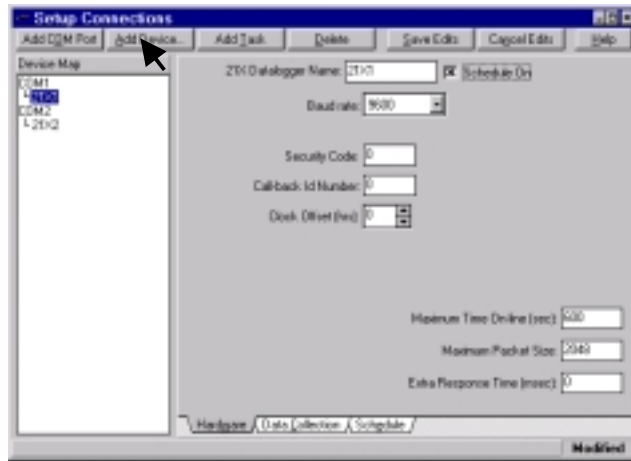 Setup Connections
Add COM Port Add Device... Add Task Delete Save Edits Cancel Edits Help
Device Map
COM1
21X1
COM2
21X2
21X Datalogger Name: 21X1 Schedule On
Baud rate: 9600
Security Code: 0
Call-back Id Number: 0
Clock Offset (hrs): 0
Maximum Time On-line (sec): 600
Maximum Packet Size: 2048
Extra Response Time (msec): 0
Hardware Data Collection Schedule
Modified